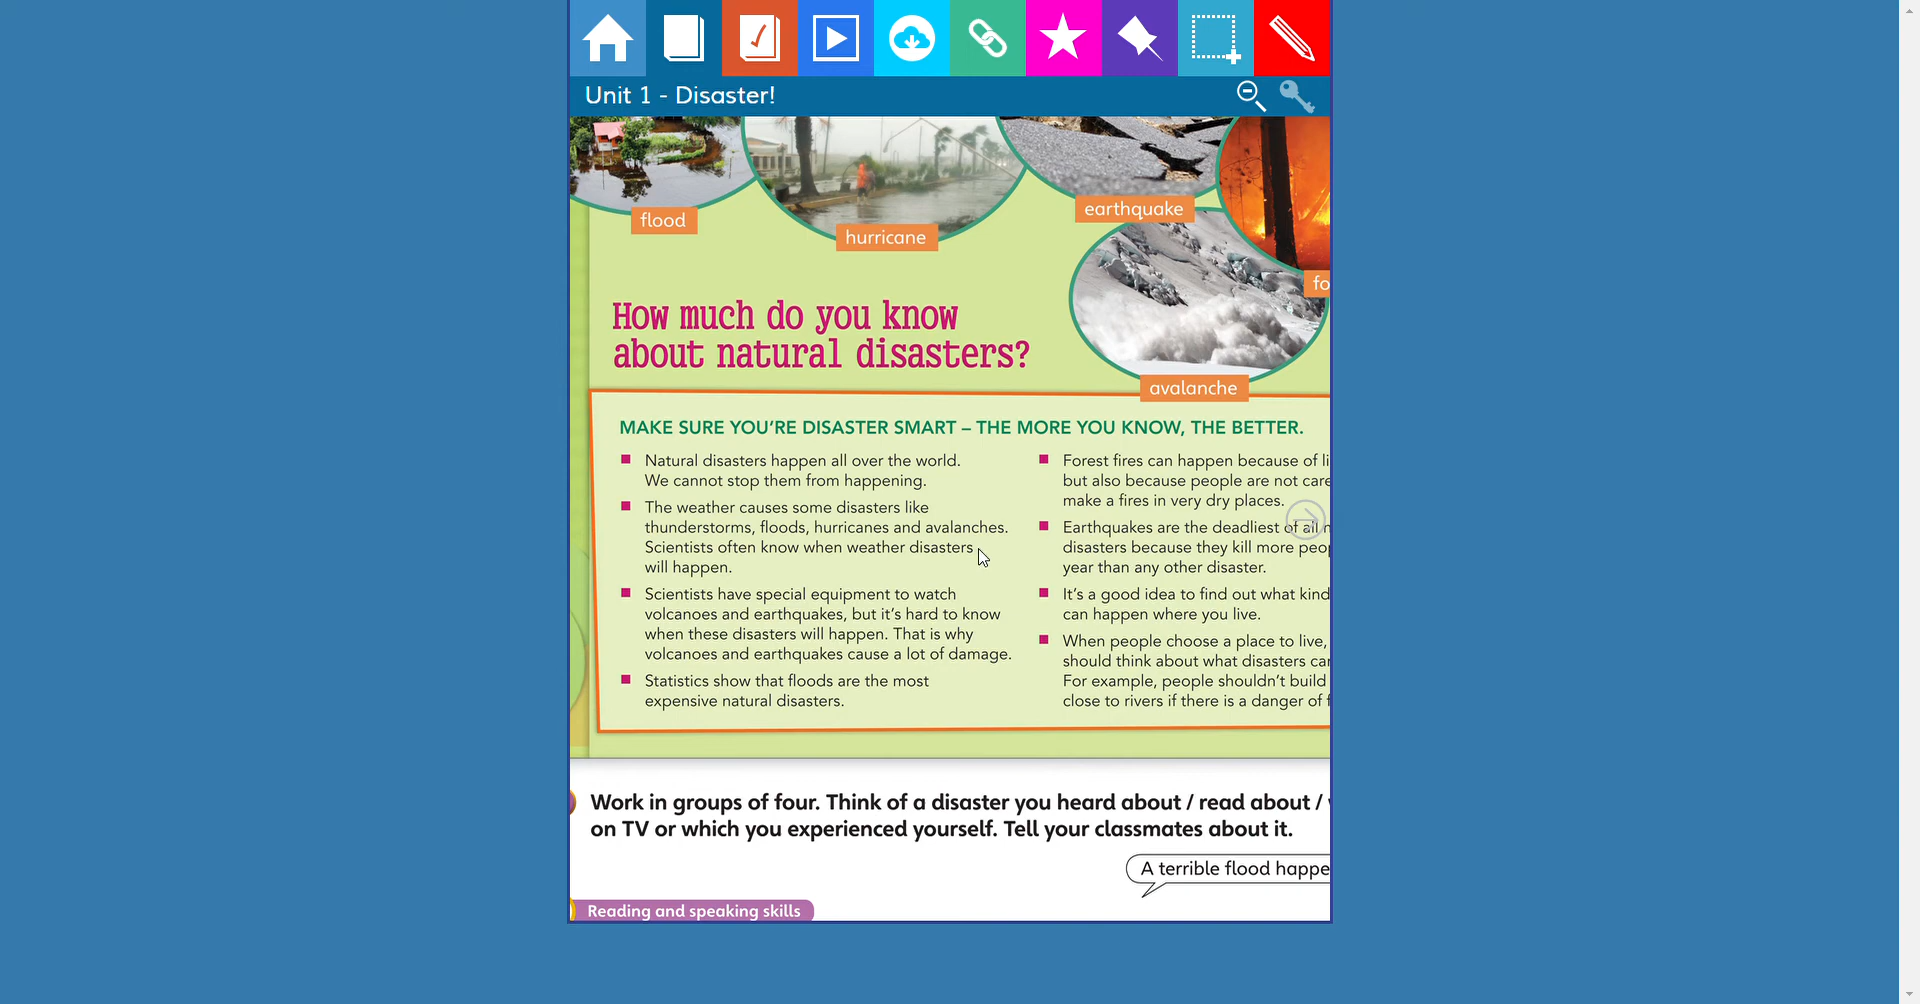 Unit 1 - Disaster!
flood
hurricane
earthquake
fo
avalanche
How much do you know
about natural disasters?
MAKE SURE YOU'RE DISASTER SMART – THE MORE YOU KNOW, THE BETTER.
Natural disasters happen all over the world.
We cannot stop them from happening.
The weather causes some disasters like
thunderstorms, floods, hurricanes and avalanches.
Scientists often know when weather disasters
will happen.
Scientists have special equipment to watch
volcanoes and earthquakes, but it's hard to know
when these disasters will happen. That is why
volcanoes and earthquakes cause a lot of damage.
Statistics show that floods are the most
expensive natural disasters.
Forest fires can happen because of li
but also because people are not care
make a fires in very dry places.
Earthquakes are the deadliest of all
disasters because they kill more peop
year than any other disaster.
It's a good idea to find out what kind
can happen where you live.
When people choose a place to live,
should think about what disasters can
For example, people shouldn't build
close to rivers if there is a danger of f
Work in groups of four. Think of a disaster you heard about / read about /
on TV or which you experienced yourself. Tell your classmates about it.
A terrible flood happe
Reading and speaking skills